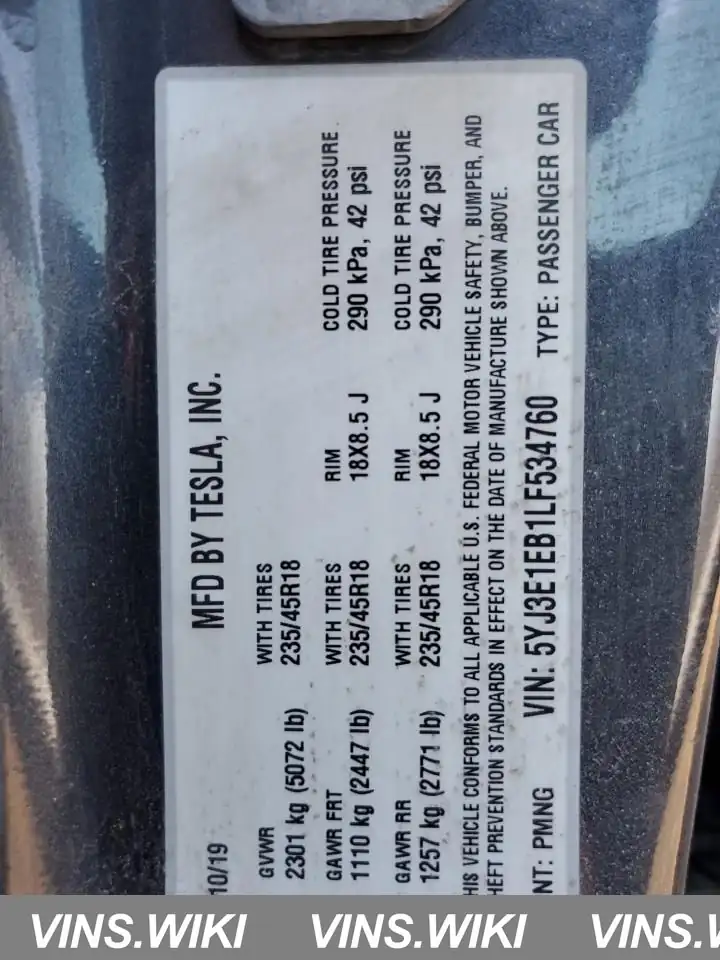 MFD BY TESLA, INC.
10/19
GVWR WITH TIRES
2301 kg (5072 lb) 235/45R18
GAWR FRT WITH TIRES RIM COLD TIRE PRESSURE
1110 kg (2447 lb) 235/45R18 18X8.5 J 290 kPa, 42 psi
GAWR RR WITH TIRES RIM COLD TIRE PRESSURE
1257 kg (2771 lb) 235/45R18 18X8.5 J 290 kPa, 42 psi
HIS VEHICLE CONFORMS TO ALL APPLICABLE U.S. FEDERAL MOTOR VEHICLE SAFETY, BUMPER, AND
HEFT PREVENTION STANDARDS IN EFFECT ON THE DATE OF MANUFACTURE SHOWN ABOVE.
NT: PMNG VIN: 5YJ3E1EB1LF534760 TYPE: PASSENGER CAR
VINS.WIKI VINS.WIKI VINS.W